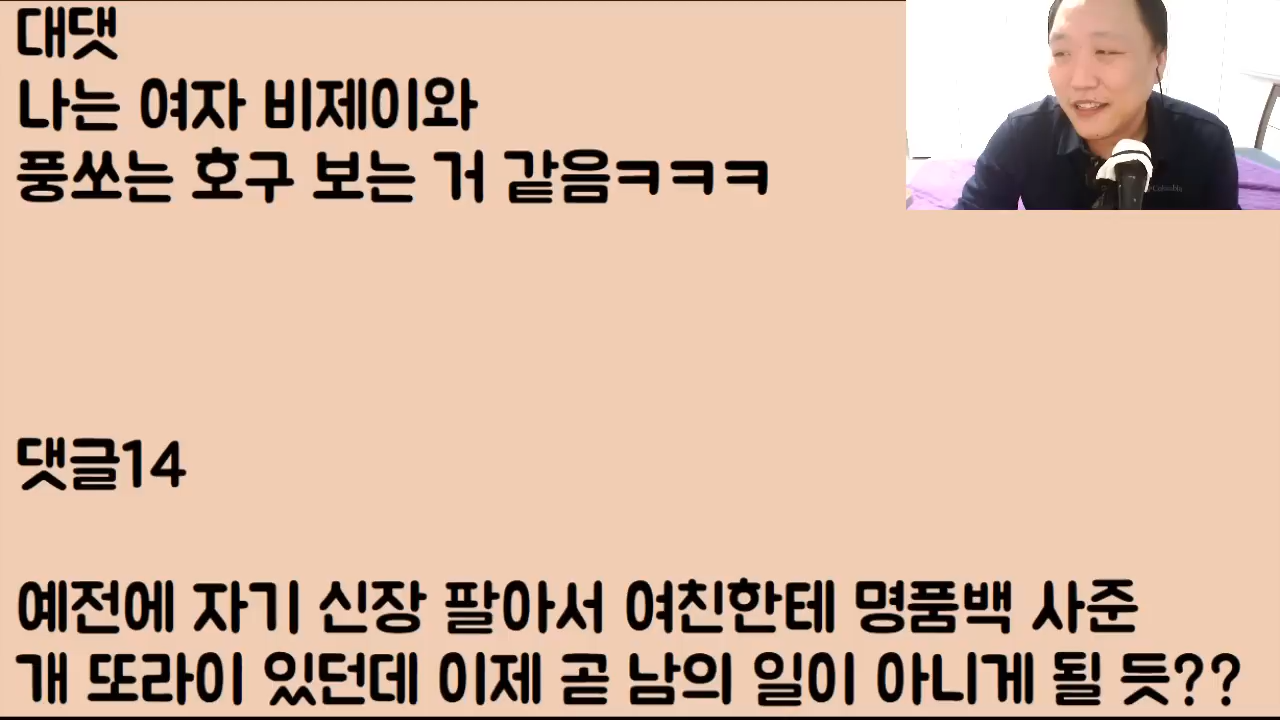 대댓
나는 여자 비제이와
풍쏘는 호구 보는 거 같음ㅋㅋㅋ
댓글14
예전에 자기 신장 팔아서 여친한테 명품백 사준
개 또라이 있던데 이제 곧 남의 일이 아니게 될 듯??
Columbia